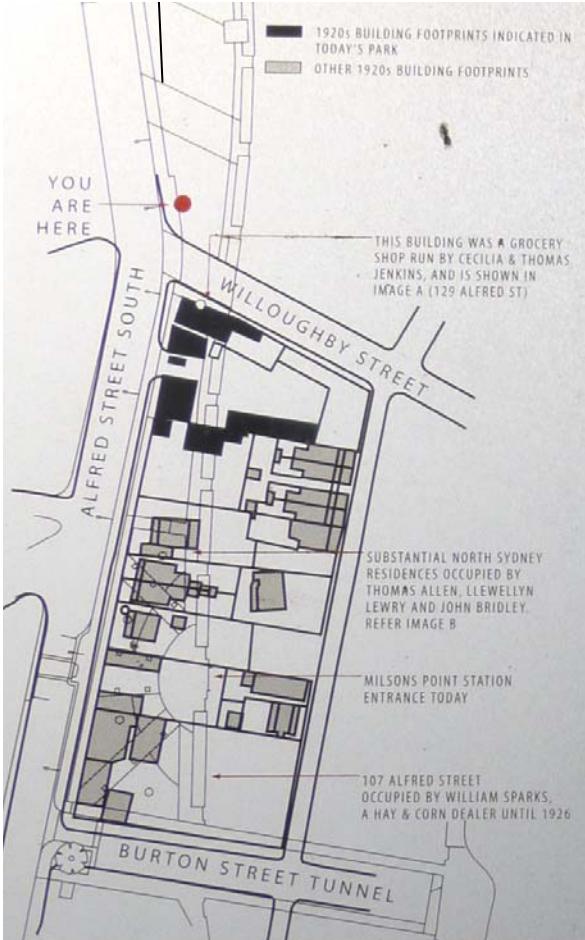 1920s BUILDING FOOTPRINTS INDICATED IN
TODAY'S PARK
OTHER 1920s BUILDING FOOTPRINTS
YOU
ARE
HERE
THIS BUILDING WAS A GROCERY
SHOP RUN BY CECILIA & THOMAS
JENKINS, AND IS SHOWN IN
IMAGE A (129 ALFRED ST)
WILLOUGHBY STREET
ALFRED STREET SOUTH
SUBSTANTIAL NORTH SYDNEY
RESIDENCES OCCUPIED BY
THOMAS ALLEN, LLEWELLYN
LEWRY AND JOHN BRIDLEY.
REFER IMAGE B
MILSONS POINT STATION
ENTRANCE TODAY
107 ALFRED STREET
OCCUPIED BY WILLIAM SPARKS,
A HAY & CORN DEALER UNTIL 1926
BURTON STREET TUNNEL